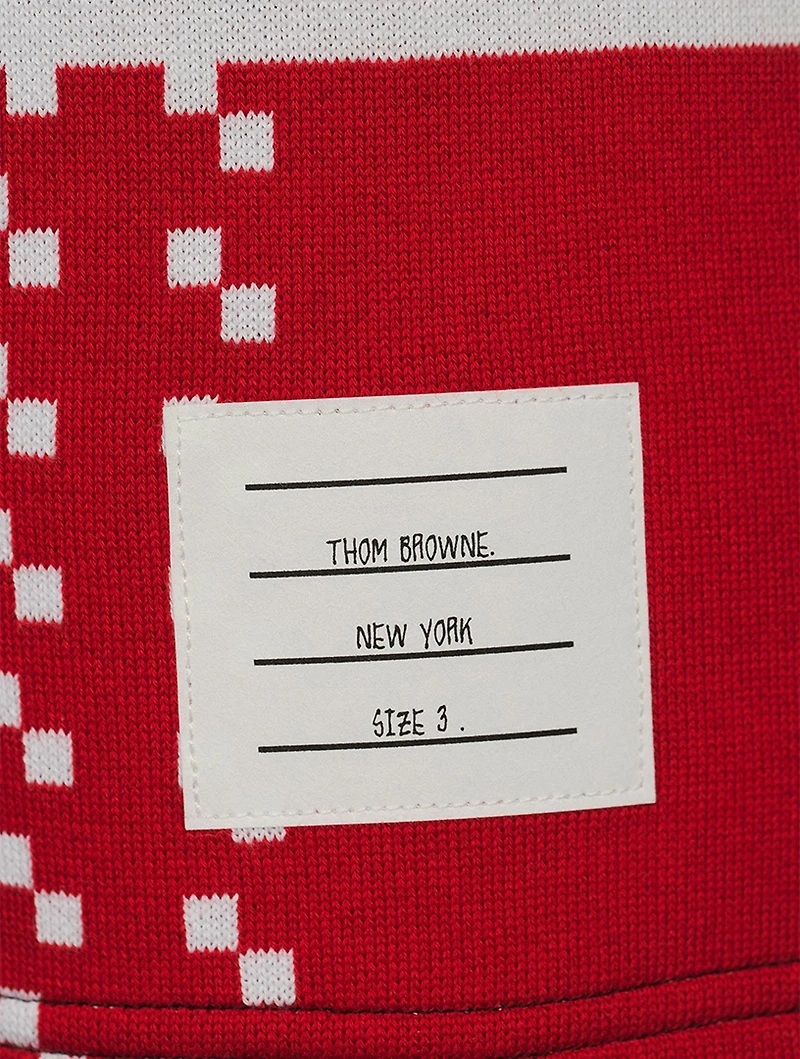 THOM BROWNE.
NEW YORK
SIZE 3 .